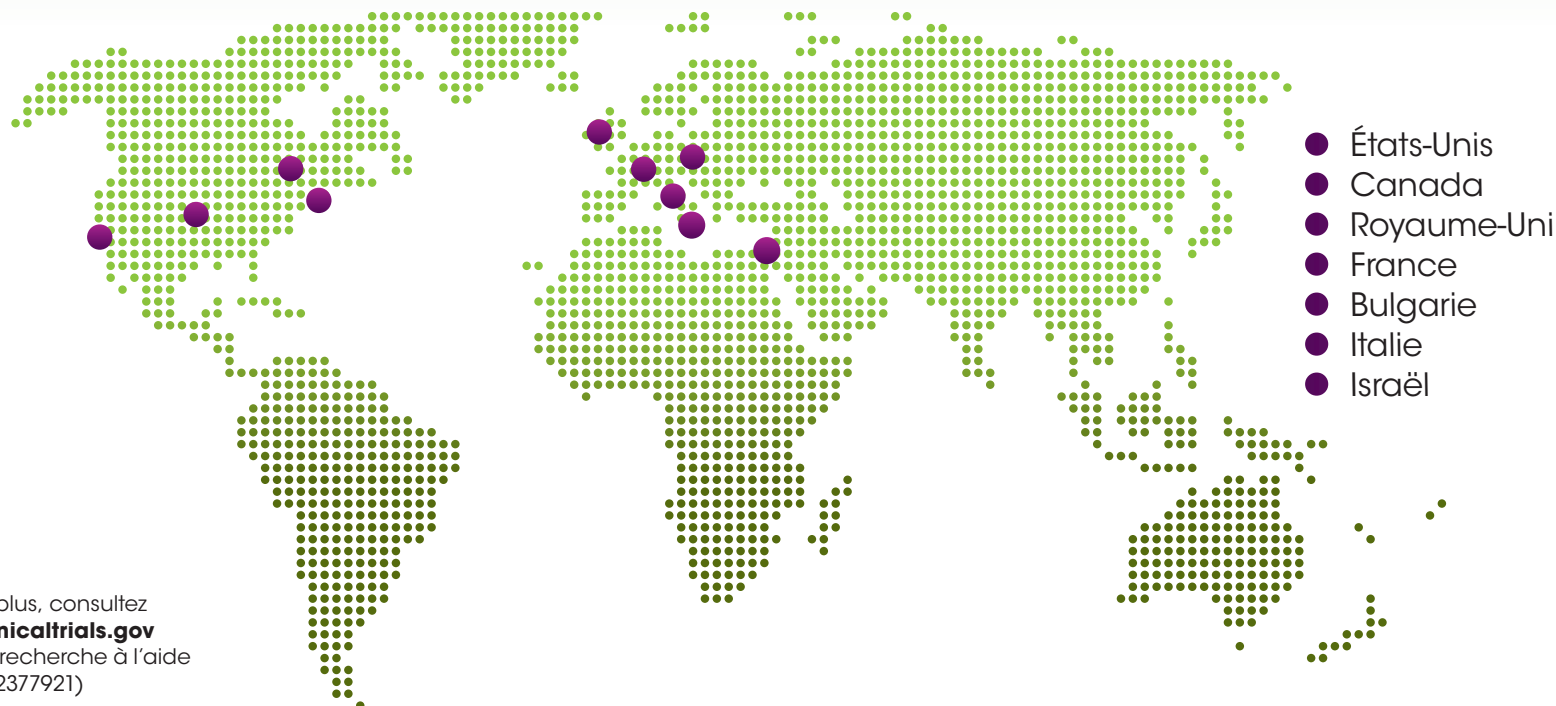 États-Unis
Canada
Royaume-Uni
France
Bulgarie
Italie
Israël
plus, consultez
nicaltrials.gov
recherche à l'aide
2377921)